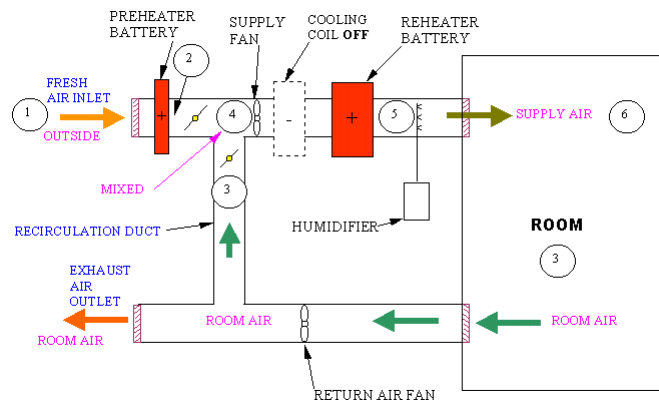 PREHEATER
BATTERY
SUPPLY
FAN
COOLING
COIL OFF
REHEATER
BATTERY
2
FRESH
AIR INLET
1
OUTSIDE
+
4
-
+
5
SUPPLY AIR
6
MIXED
3
HUMIDIFIER
RECIRCULATION DUCT
ROOM
3
EXHAUST
AIR
OUTLET
ROOM AIR
ROOM AIR
ROOM AIR
RETURN AIR FAN